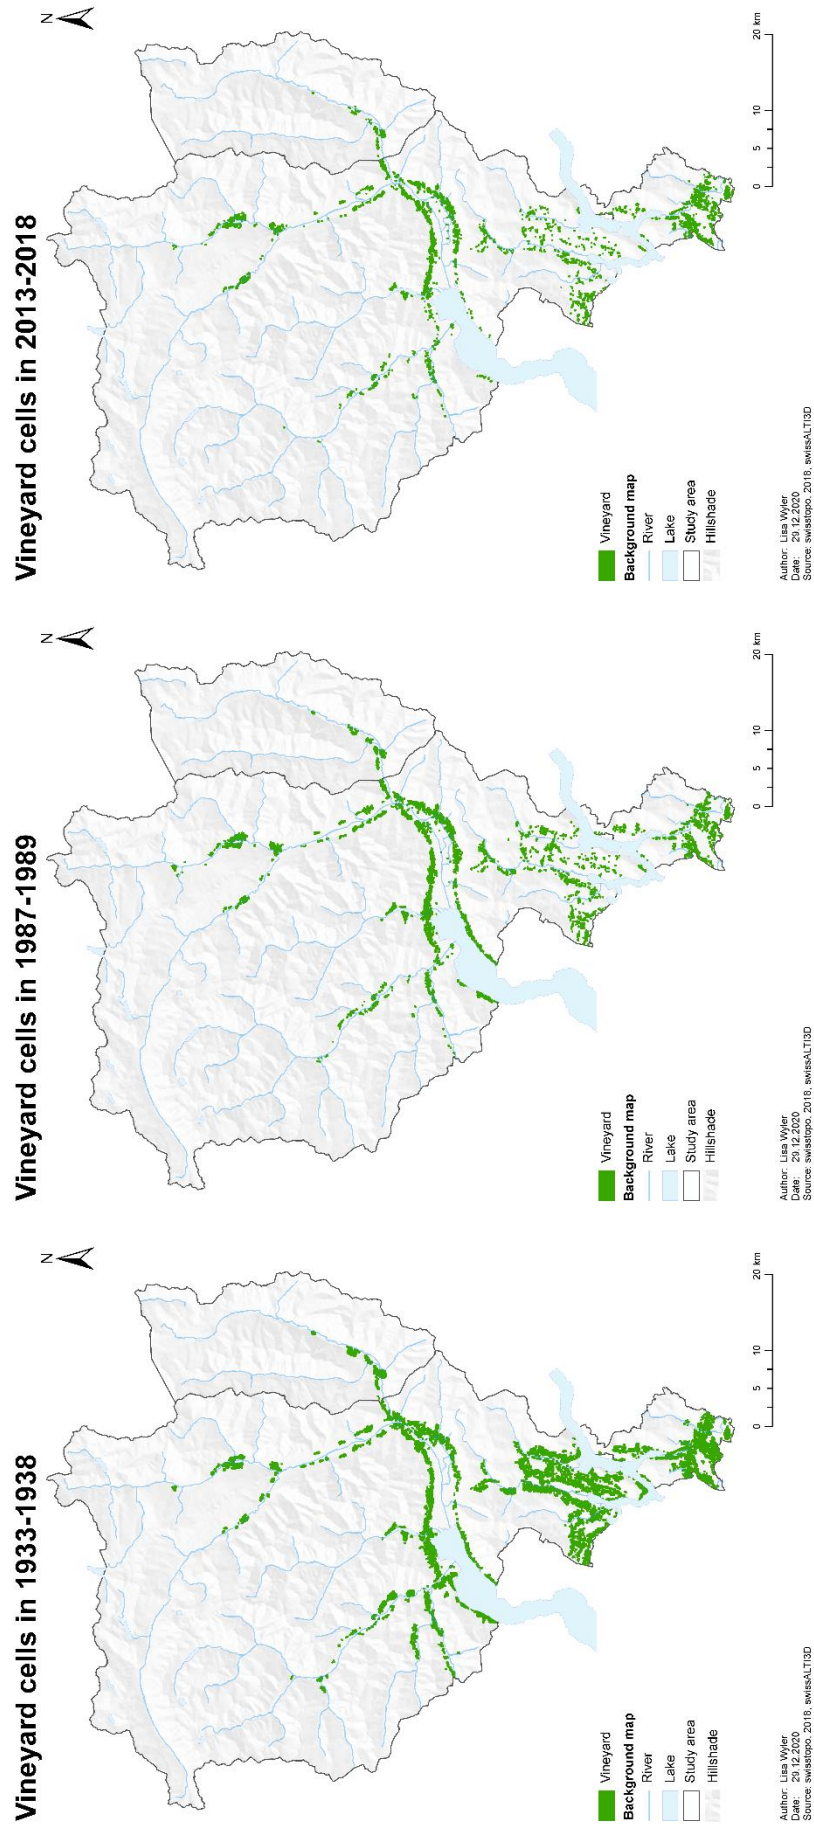 Vineyard cells in 1933-1938
N
Vineyard
Background map
River
Lake
Study area
Hillshade
0 5 10 20 km
Author: Lisa Wyler
Date: 29.12.2020
Source: swisstopo, 2018, swissALTI3D
Vineyard cells in 1987-1989
N
Vineyard
Background map
River
Lake
Study area
Hillshade
0 5 10 20 km
Author: Lisa Wyler
Date: 29.12.2020
Source: swisstopo, 2018, swissALTI3D
Vineyard cells in 2013-2018
N
Vineyard
Background map
River
Lake
Study area
Hillshade
0 5 10 20 km
Author: Lisa Wyler
Date: 29.12.2020
Source: swisstopo, 2018, swissALTI3D